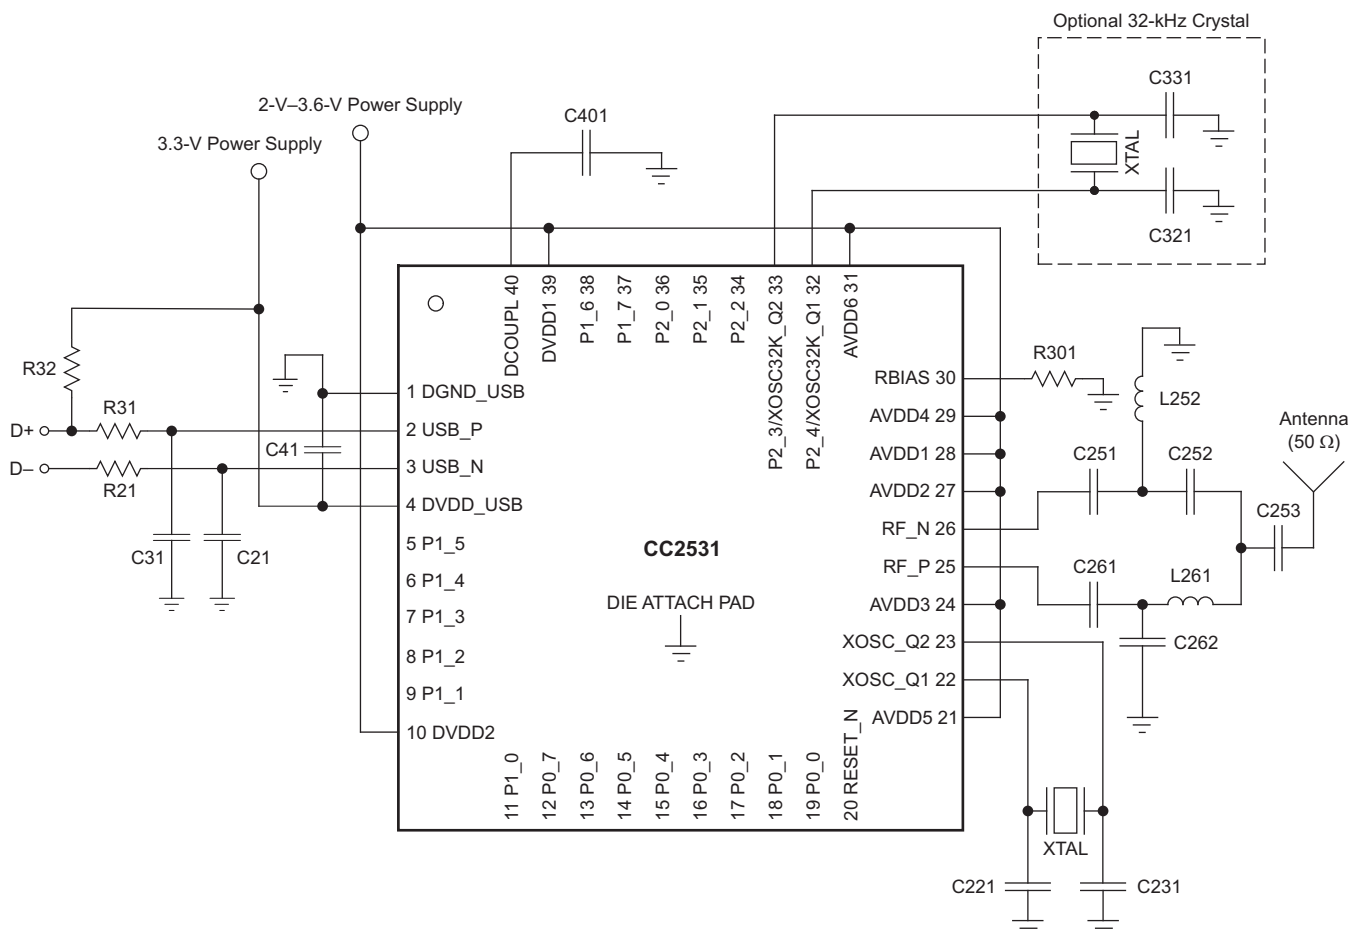 Optional 32-kHz Crystal
C331
XTAL
C321
2-V–3.6-V Power Supply
3.3-V Power Supply
C401
DCOUPL 40
DVDD1 39
P1_6 38
P1_7 37
P2_0 36
P2_1 35
P2_2 34
P2_3/XOSC32K_Q2 33
P2_4/XOSC32K_Q1 32
AVDD6 31
R32
R31
D+
D–
R21
C41
C31
C21
1 DGND_USB
2 USB_P
3 USB_N
4 DVDD_USB
5 P1_5
6 P1_4
7 P1_3
8 P1_2
9 P1_1
10 DVDD2
CC2531
DIE ATTACH PAD
RBIAS 30
AVDD4 29
AVDD1 28
AVDD2 27
RF_N 26
RF_P 25
AVDD3 24
XOSC_Q2 23
XOSC_Q1 22
AVDD5 21
R301
L252
Antenna
(50 Ω)
C251
C252
C253
C261
L261
C262
11 P1_0
12 P0_7
13 P0_6
14 P0_5
15 P0_4
16 P0_3
17 P0_2
18 P0_1
19 P0_0
20 RESET_N
XTAL
C221
C231